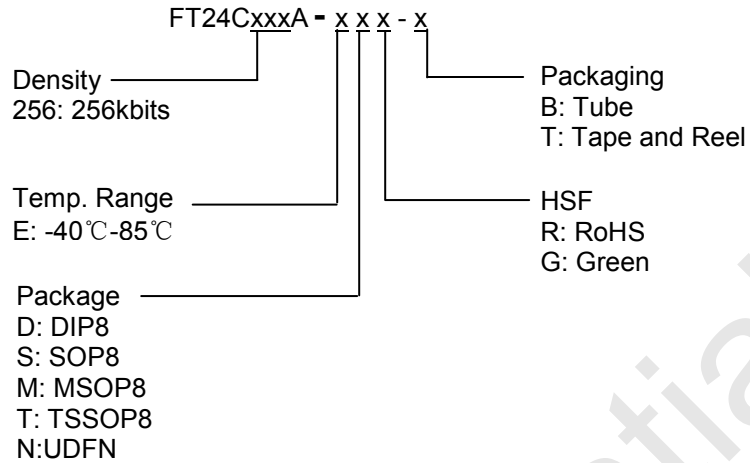 FT24CxxxA - x x x - x
Density
256: 256kbits
Packaging
B: Tube
T: Tape and Reel
Temp. Range
E: -40℃-85℃
HSF
R: RoHS
G: Green
Package
D: DIP8
S: SOP8
M: MSOP8
T: TSSOP8
N:UDFN